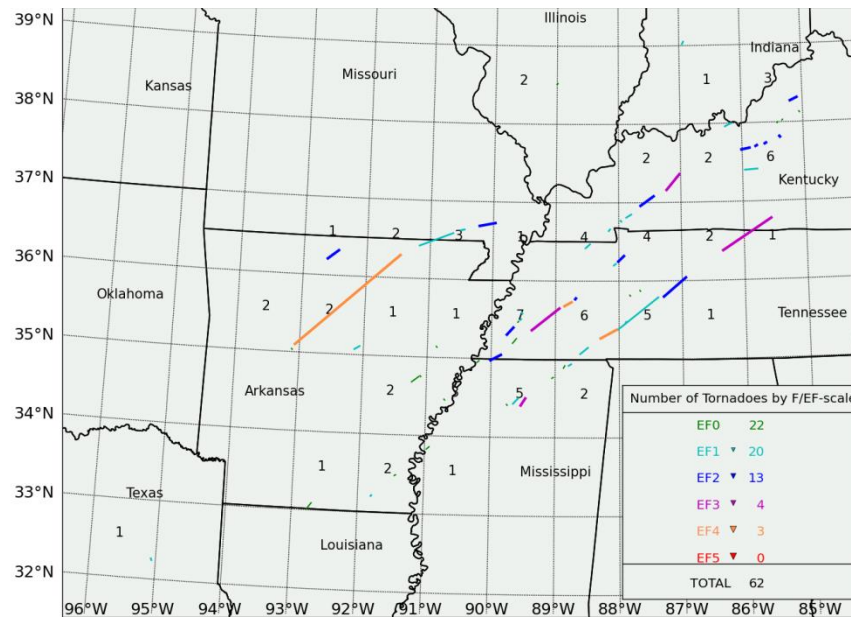 39°N
Illinois
Indiana
Missouri
Kansas
2
1
3
38°N
2
2
6
Kentucky
37°N
1
2
3
1
4
4
2
1
36°N
Oklahoma
2
2
1
1
7
6
5
1
Tennessee
35°N
Arkansas
2
5
2
34°N
1
2
1
Mississippi
33°N
Texas
1
Louisiana
32°N
96°W 95°W 94°W 93°W 92°W 91°W 90°W 89°W 88°W 87°W 86°W 85°W
Number of Tornadoes by F/EF-scale
EF0 22
EF1 20
EF2 13
EF3 4
EF4 3
EF5 0
TOTAL 62